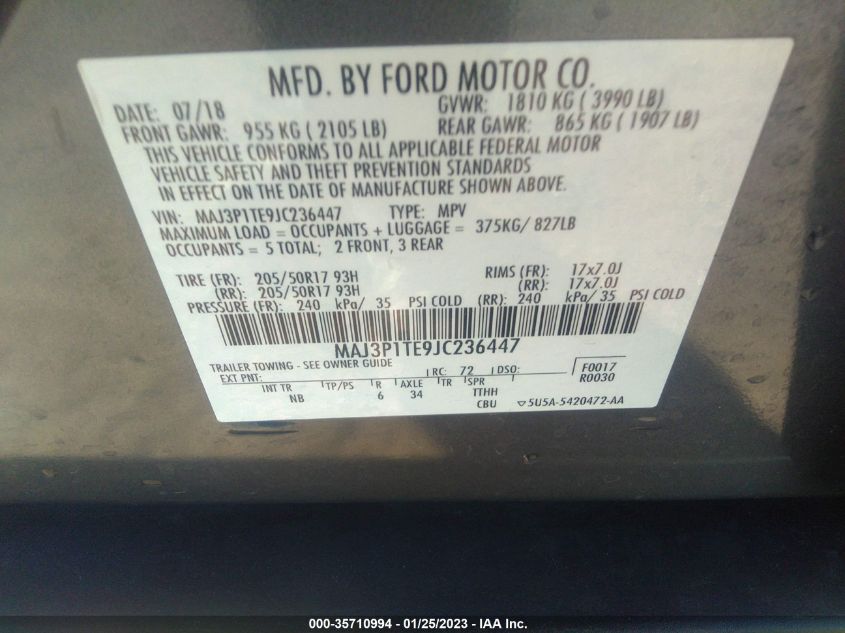 MFD. BY FORD MOTOR CO.
DATE: 07/18 GVWR: 1810 KG ( 3990 LB)
FRONT GAWR: 955 KG ( 2105 LB) REAR GAWR: 865 KG ( 1907 LB)
THIS VEHICLE CONFORMS TO ALL APPLICABLE FEDERAL MOTOR
VEHICLE SAFETY AND THEFT PREVENTION STANDARDS
IN EFFECT ON THE DATE OF MANUFACTURE SHOWN ABOVE.
VIN: MAJ3P1TE9JC236447 TYPE: MPV
MAXIMUM LOAD = OCCUPANTS + LUGGAGE = 375KG/ 827LB
OCCUPANTS = 5 TOTAL; 2 FRONT, 3 REAR
TIRE (FR): 205/50R17 93H RIMS (FR): 17x7.0J
(RR): 205/50R17 93H (RR): 17x7.0J
PRESSURE (FR): 240 kPa/ 35 PSI COLD (RR): 240 kPa/ 35 PSI COLD
MAJ3P1TE9JC236447
TRAILER TOWING - SEE OWNER GUIDE
EXT PNT: RC: 72 DSO: F0017
R0030
INT TR TP/PS R AXLE TR SPR
NB 6 34 TTHH
CBU ▽5U5A-5420472-AA
000-35710994 - 01/25/2023 - IAA Inc.